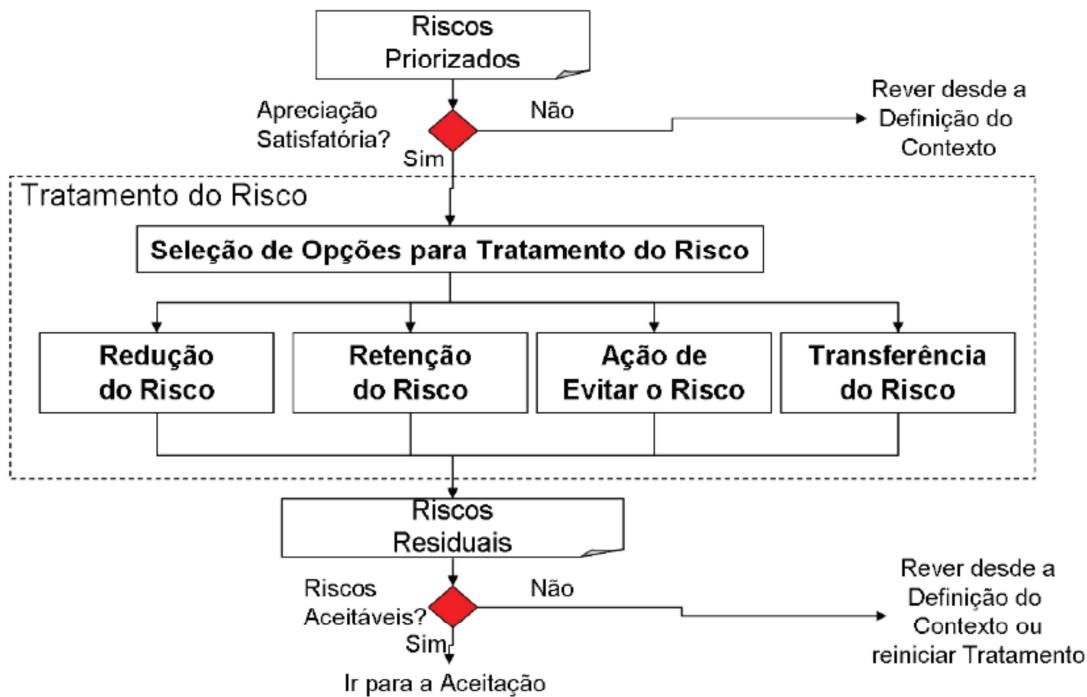 Riscos
Priorizados
Apreciação
Satisfatória?
Não
Rever desde a
Definição do
Contexto
Sim
Tratamento do Risco
Seleção de Opções para Tratamento do Risco
Redução
do Risco
Retenção
do Risco
Ação de
Evitar o Risco
Transferência
do Risco
Riscos
Residuais
Riscos
Aceitáveis?
Não
Rever desde a
Definição do
Contexto ou
reiniciar Tratamento
Sim
Ir para a Aceitação